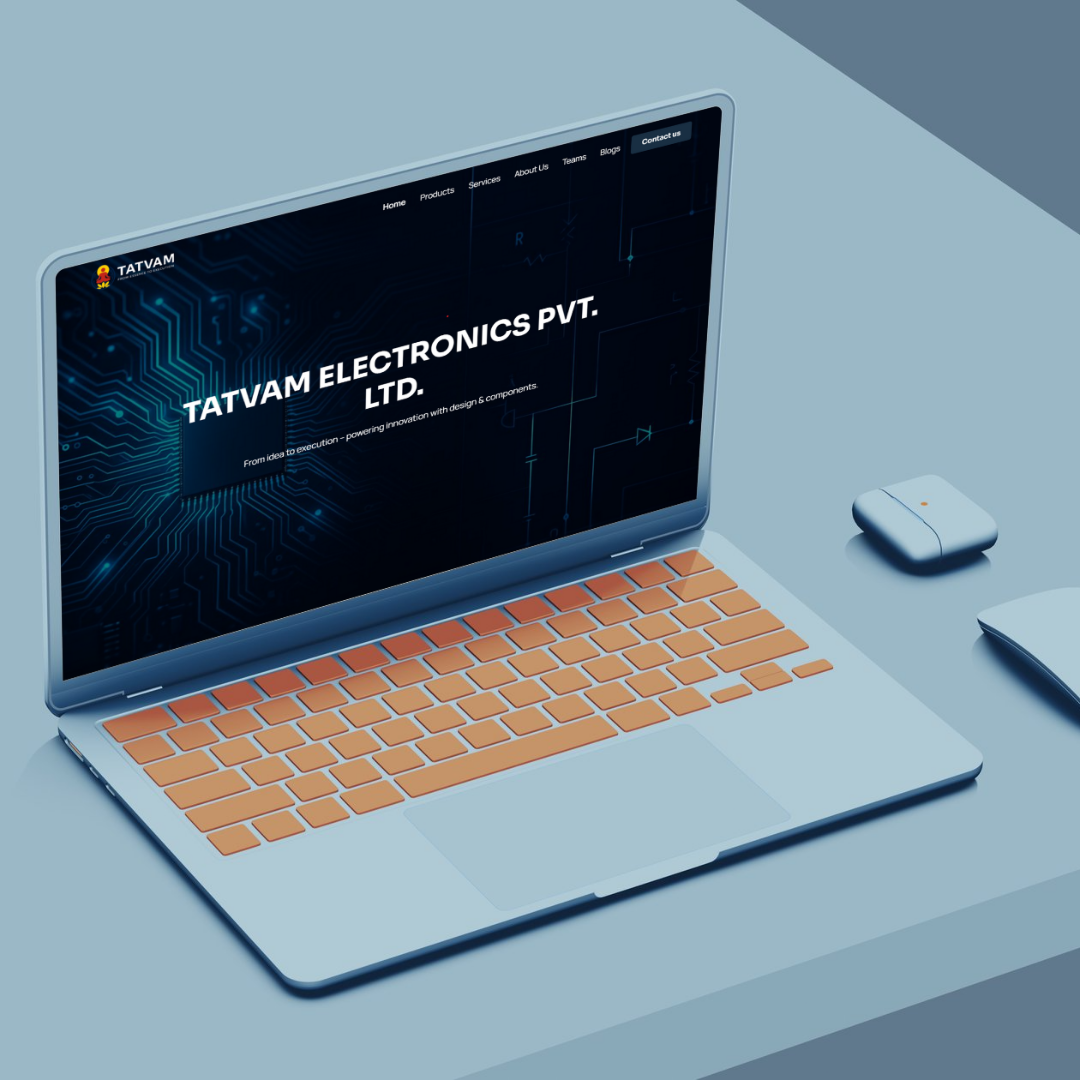 Home Products Services About Us Teams Blogs Contact us
TATVAM
TATVAM ELECTRONICS PVT.
LTD.
From idea to execution – powering innovation with design & components.
R